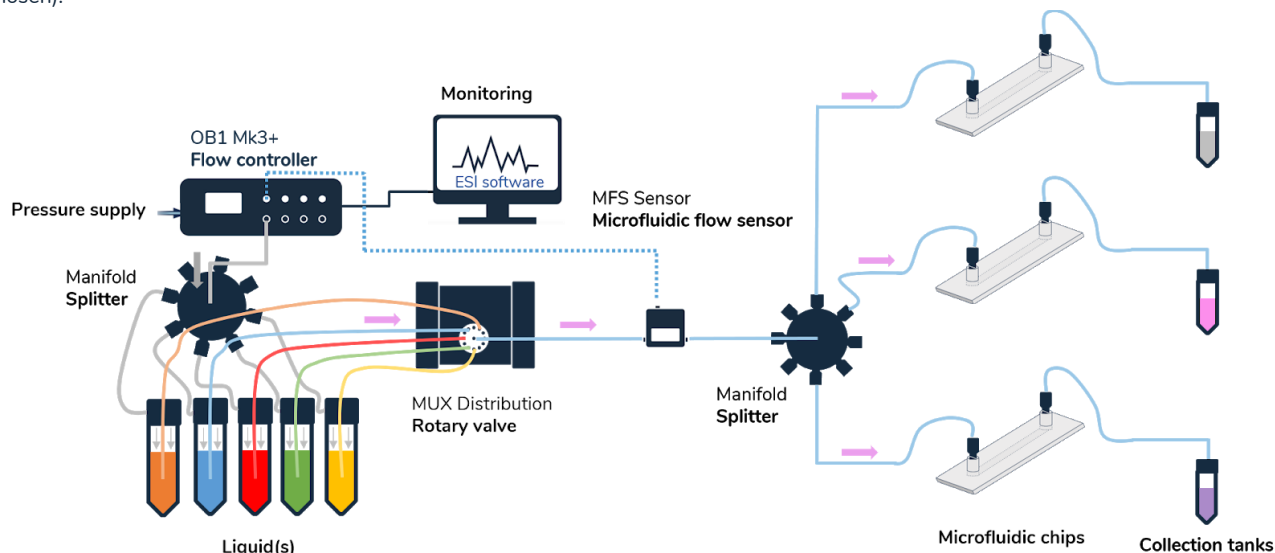 losen).
Monitoring
OB1 Mk3+
Flow controller
ESI software
Pressure supply
MFS Sensor
Microfluidic flow sensor
Manifold
Splitter
MUX Distribution
Rotary valve
Manifold
Splitter
Liquid(s)
Microfluidic chips
Collection tanks